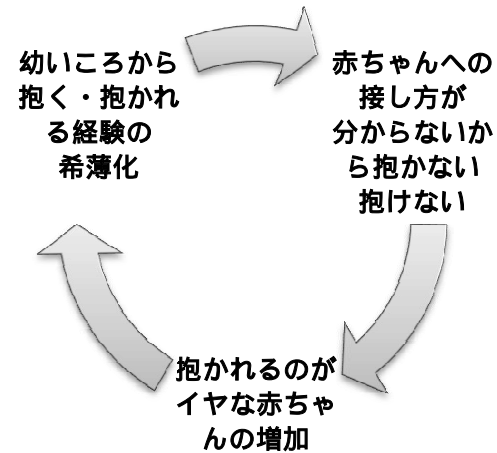 幼いころから
抱く・抱かれ
る経験の
希薄化
赤ちゃんへの
接し方が
分からないか
ら抱かない
抱けない
抱かれるのが
イヤな赤ちゃ
んの増加